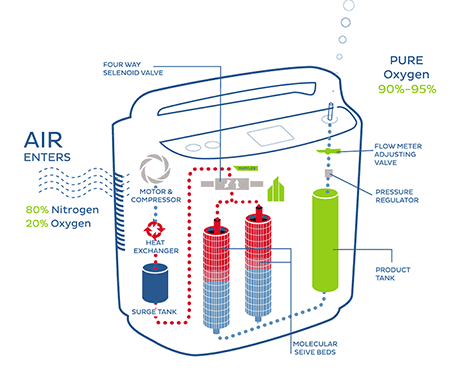 FOUR WAY
SELENOID VALVE
PURE
Oxygen
90%-95%
AIR
ENTERS
FLOW METER
ADJUSTING
VALVE
MOTOR &
COMPRESSOR
PRESSURE
REGULATOR
80% Nitrogen
20% Oxygen
HEAT
EXCHANGER
PRODUCT
TANK
SURGE TANK
MOLECULAR
SEIVE BEDS